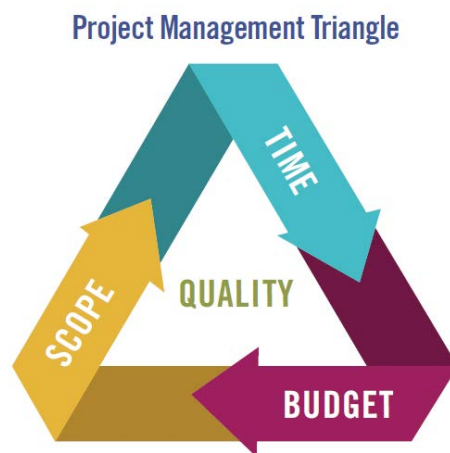 Project Management Triangle
TIME
SCOPE
QUALITY
BUDGET